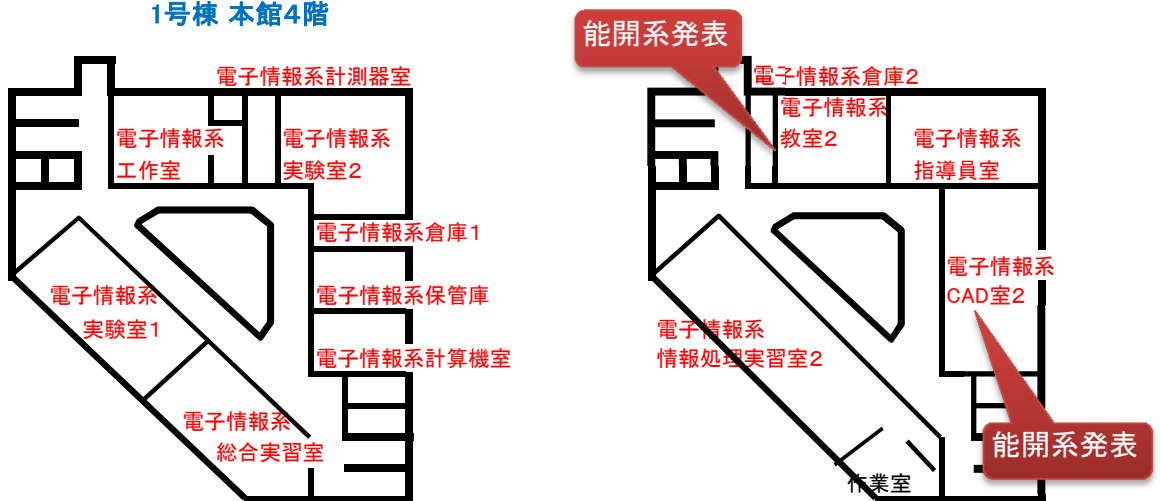 1号棟 本館4階
電子情報系計測器室
電子情報系
工作室
電子情報系
実験室2
電子情報系倉庫1
電子情報系保管庫
電子情報系計算機室
電子情報系
実験室1
電子情報系
総合実習室
能開系発表
電子情報系倉庫2
電子情報系
教室2
電子情報系
指導員室
電子情報系
CAD室2
電子情報系
情報処理実習室2
能開系発表
作業室